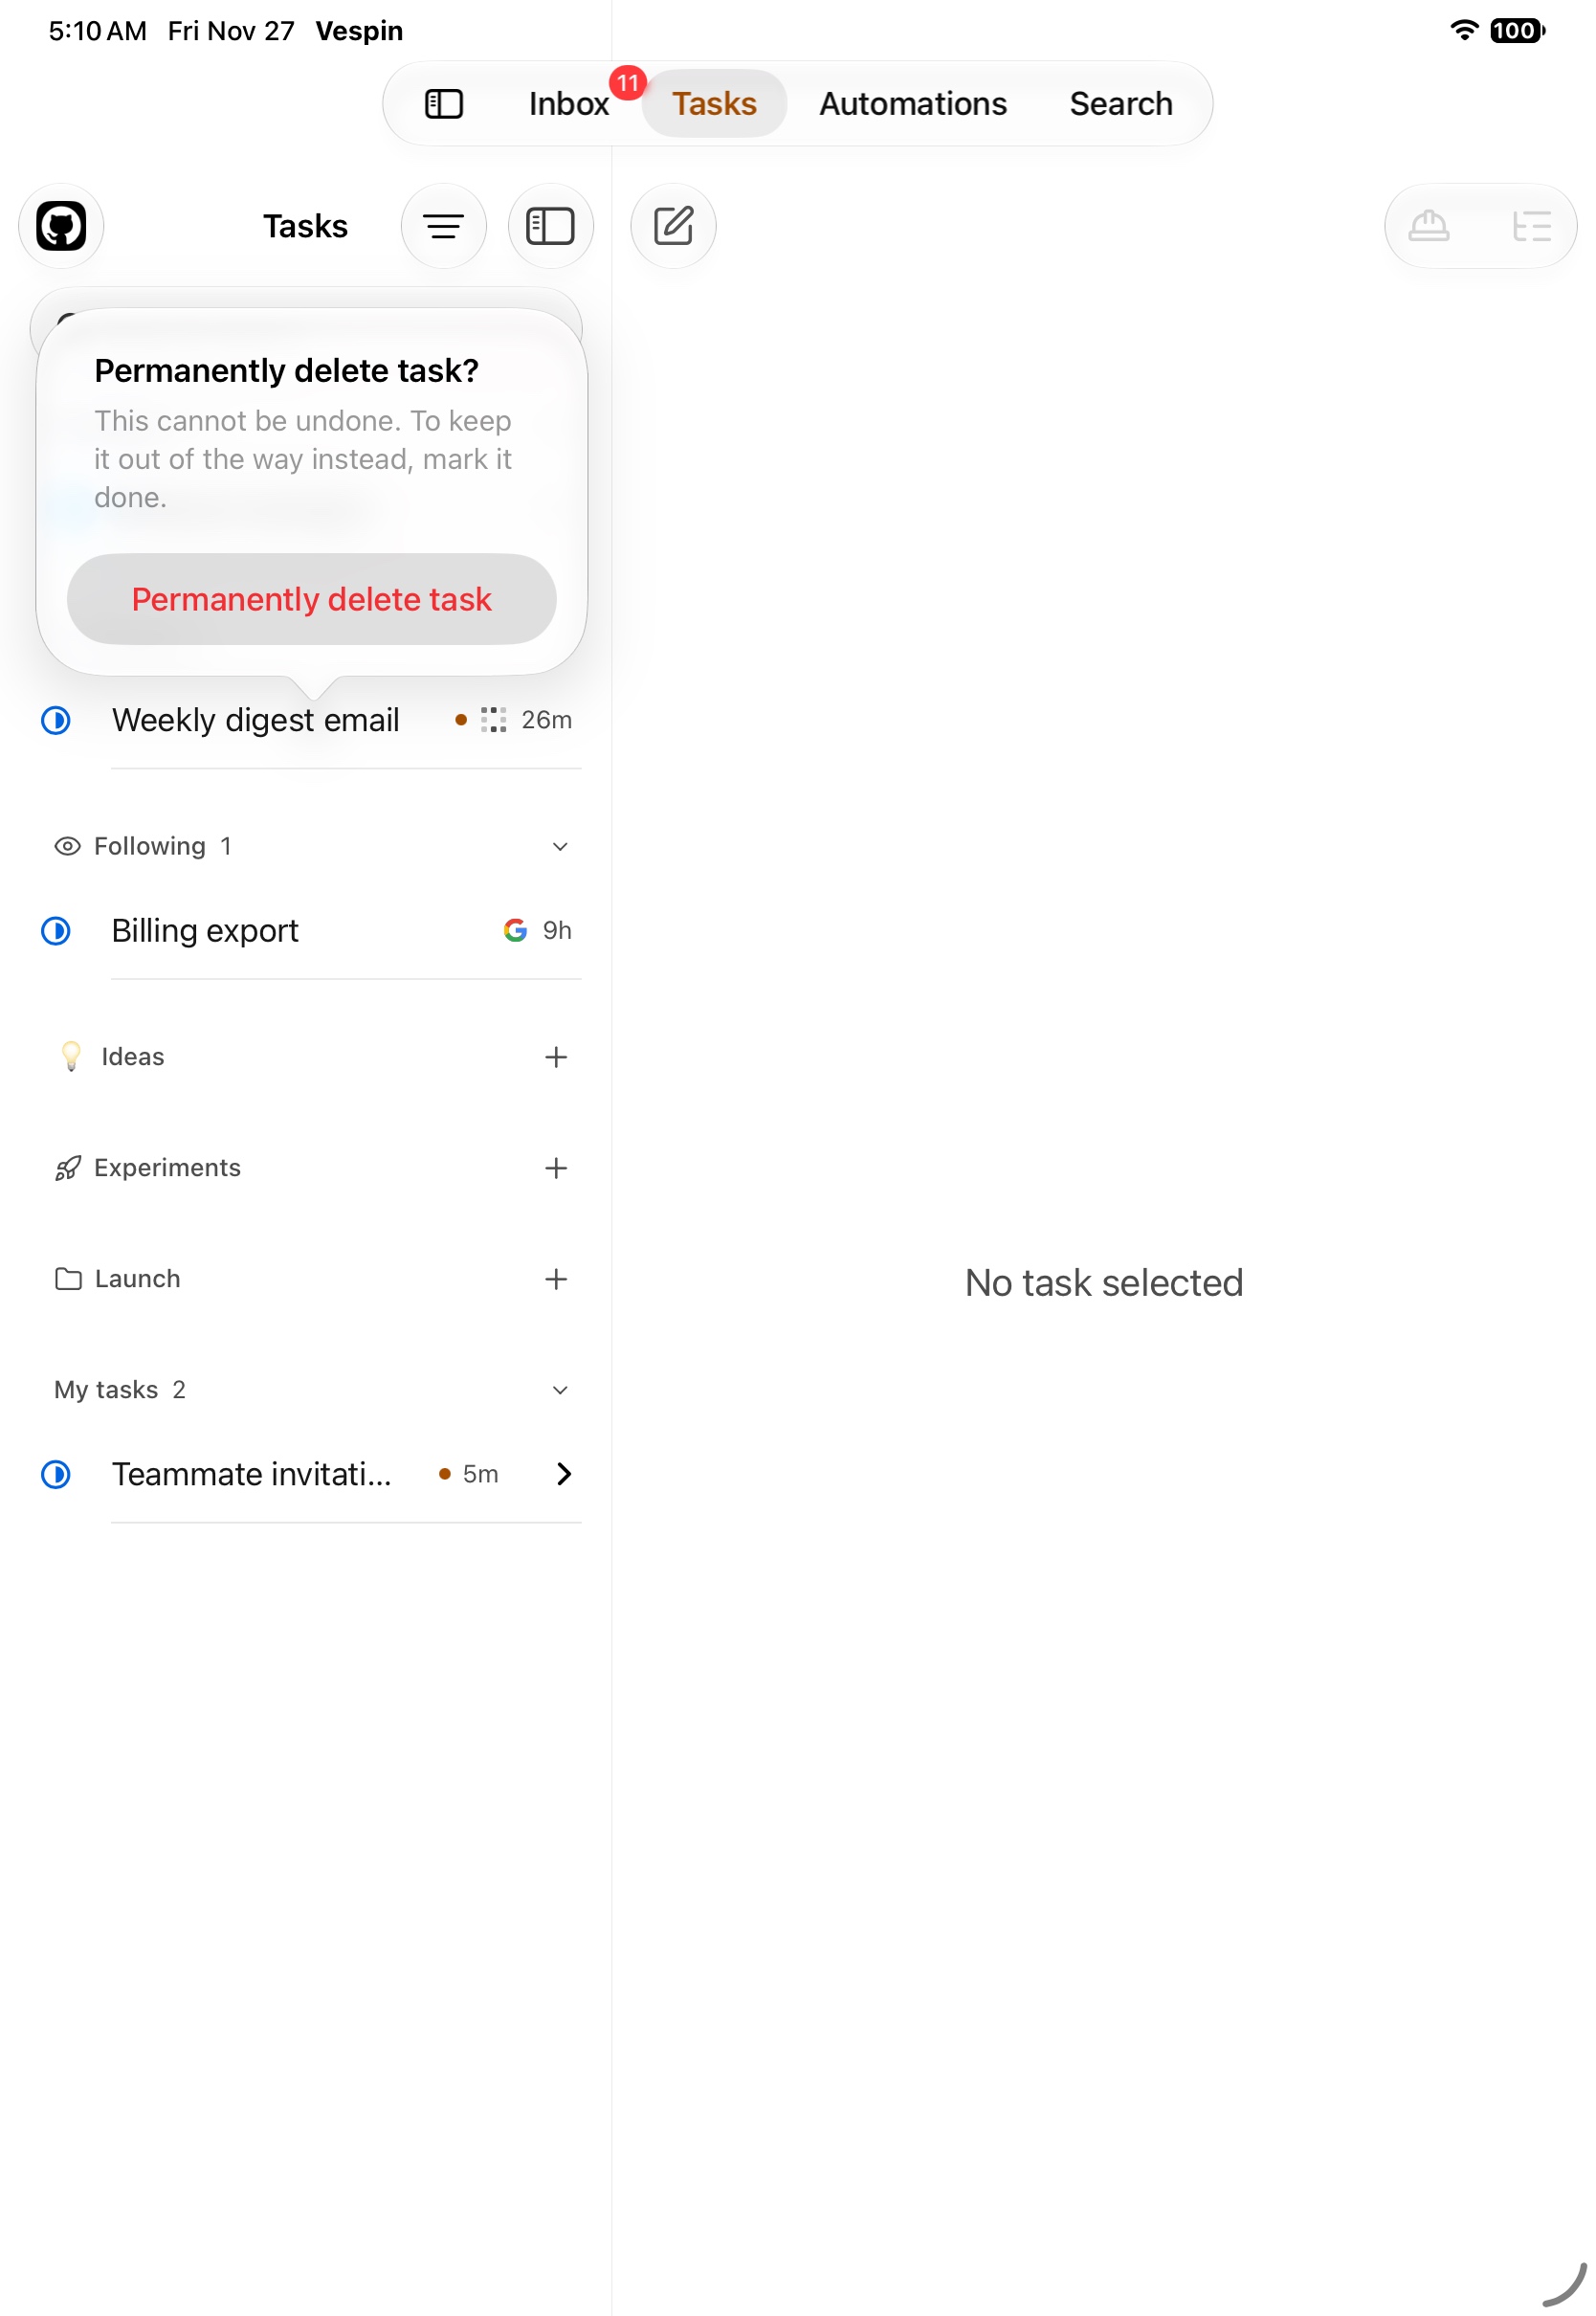 5:10 AM Fri Nov 27 Vespin
100
Inbox 11 Tasks Automations Search
Tasks
Permanently delete task?
This cannot be undone. To keep
it out of the way instead, mark it
done.
Permanently delete task
Weekly digest email 26m
Following 1
Billing export 9h
Ideas
Experiments
Launch
No task selected
My tasks 2
Teammate invitati... 5m